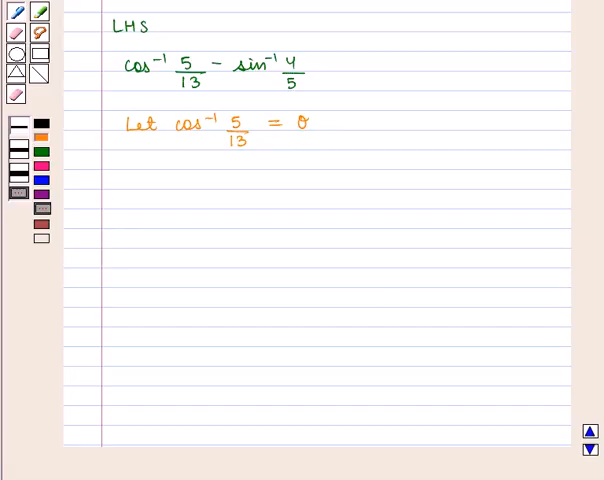 LHS
cos⁻¹ 5/13 − sin⁻¹ 4/5
Let cos⁻¹ 5/13 = θ